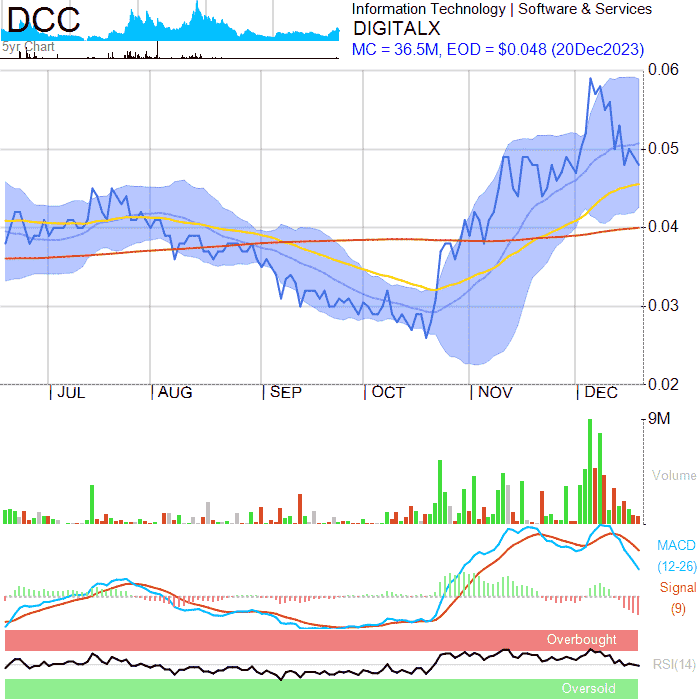 DCC
5yr Chart
Information Technology | Software & Services
DIGITALX
MC = 36.5M, EOD = $0.048 (20Dec2023)
0.06
0.05
0.04
0.03
0.02
JUL
AUG
SEP
OCT
NOV
DEC
9M
Volume
MACD
(12-26)
Signal
(9)
Overbought
RSI(14)
Oversold